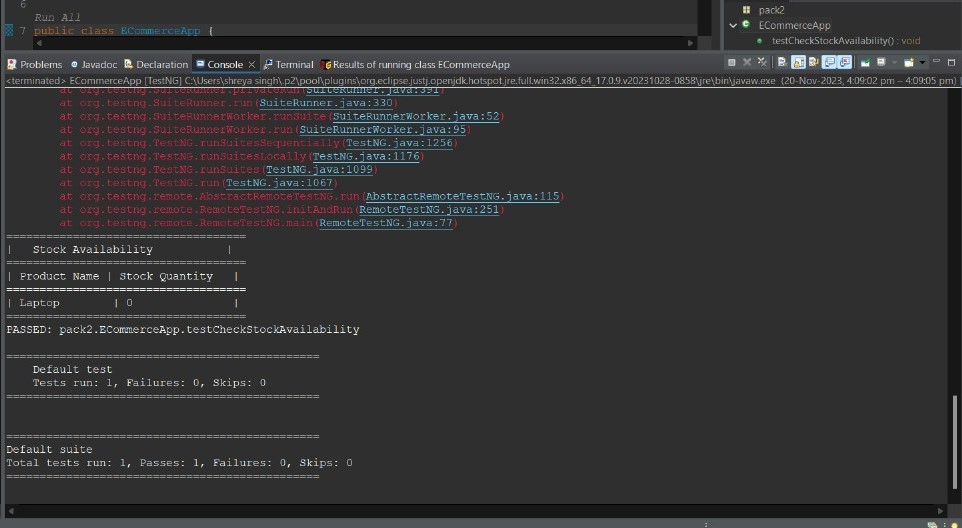 6
Run All
7 public class ECommerceApp {
pack2
ECommerceApp
testCheckStockAvailability() : void
Problems Javadoc Declaration Console Terminal Results of running class ECommerceApp
<terminated> ECommerceApp [TestNG] C:\Users\shreya singh\.p2\pool\plugins\org.eclipse.justj.openjdk.hotspot.jre.full.win32.x86_64_17.0.9.v20231028-0858\jre\bin\javaw.exe (20-Nov-2023, 4:09:02 pm – 4:09:05 pm)
at org.testng.SuiteRunner.privateRun(SuiteRunner.java:391)
at org.testng.SuiteRunner.run(SuiteRunner.java:330)
at org.testng.SuiteRunnerWorker.runSuite(SuiteRunnerWorker.java:52)
at org.testng.SuiteRunnerWorker.run(SuiteRunnerWorker.java:95)
at org.testng.TestNG.runSuitesSequentially(TestNG.java:1256)
at org.testng.TestNG.runSuitesLocally(TestNG.java:1176)
at org.testng.TestNG.runSuites(TestNG.java:1099)
at org.testng.TestNG.run(TestNG.java:1067)
at org.testng.remote.AbstractRemoteTestNG.run(AbstractRemoteTestNG.java:115)
at org.testng.remote.RemoteTestNG.initAndRun(RemoteTestNG.java:251)
at org.testng.remote.RemoteTestNG.main(RemoteTestNG.java:77)
====================================
| Stock Availability |
====================================
| Product Name | Stock Quantity |
====================================
| Laptop | 0 |
====================================
PASSED: pack2.ECommerceApp.testCheckStockAvailability
===============================================
Default test
Tests run: 1, Failures: 0, Skips: 0
===============================================
===============================================
Default suite
Total tests run: 1, Passes: 1, Failures: 0, Skips: 0
===============================================